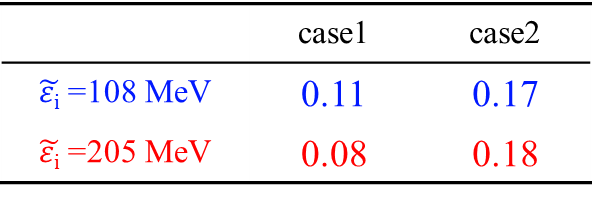 case1 case2
ε̃i =108 MeV 0.11 0.17
ε̃i =205 MeV 0.08 0.18